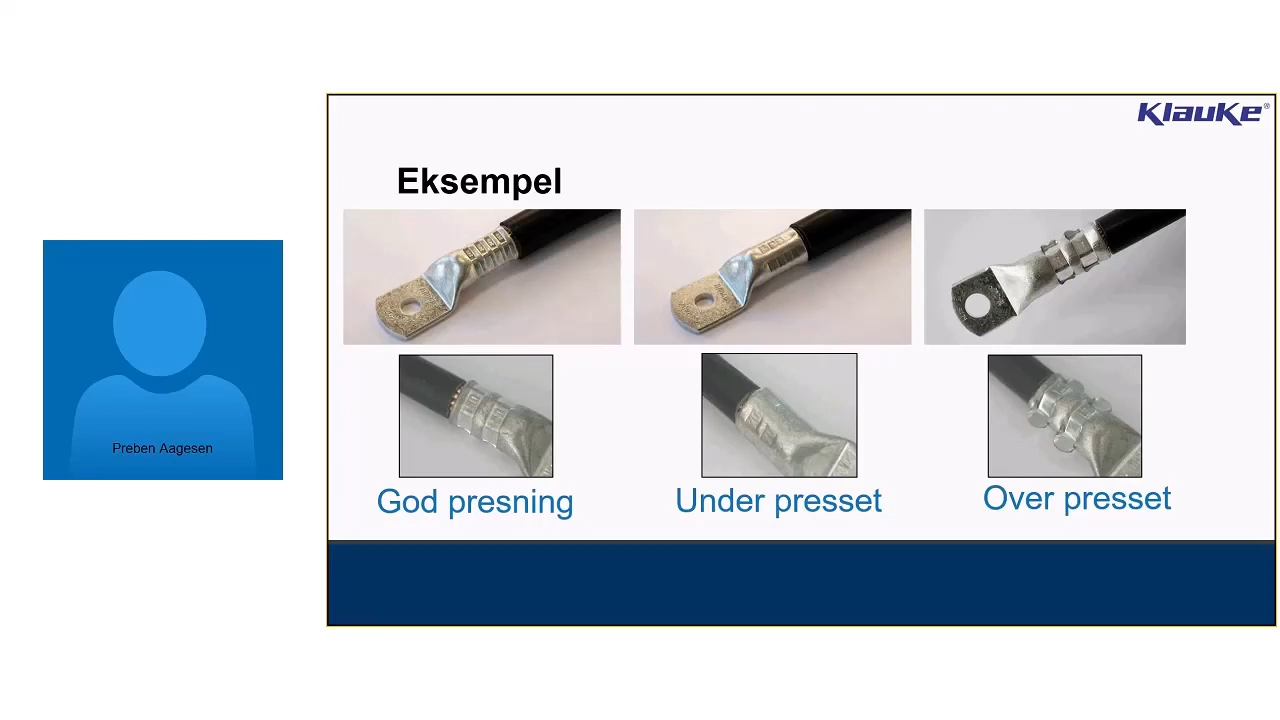 Klauke®
Eksempel
Preben Aagesen
God presning
Under presset
Over presset